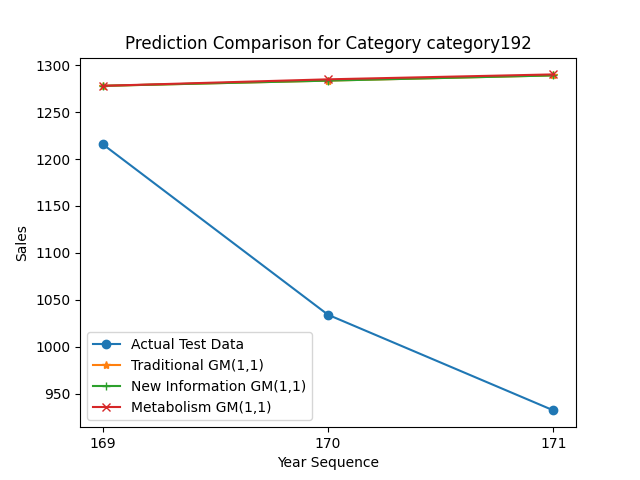 Prediction Comparison for Category category192
1300
1250
1200
1150
1100
1050
1000
950
Sales
Actual Test Data
Traditional GM(1,1)
New Information GM(1,1)
Metabolism GM(1,1)
169
170
171
Year Sequence